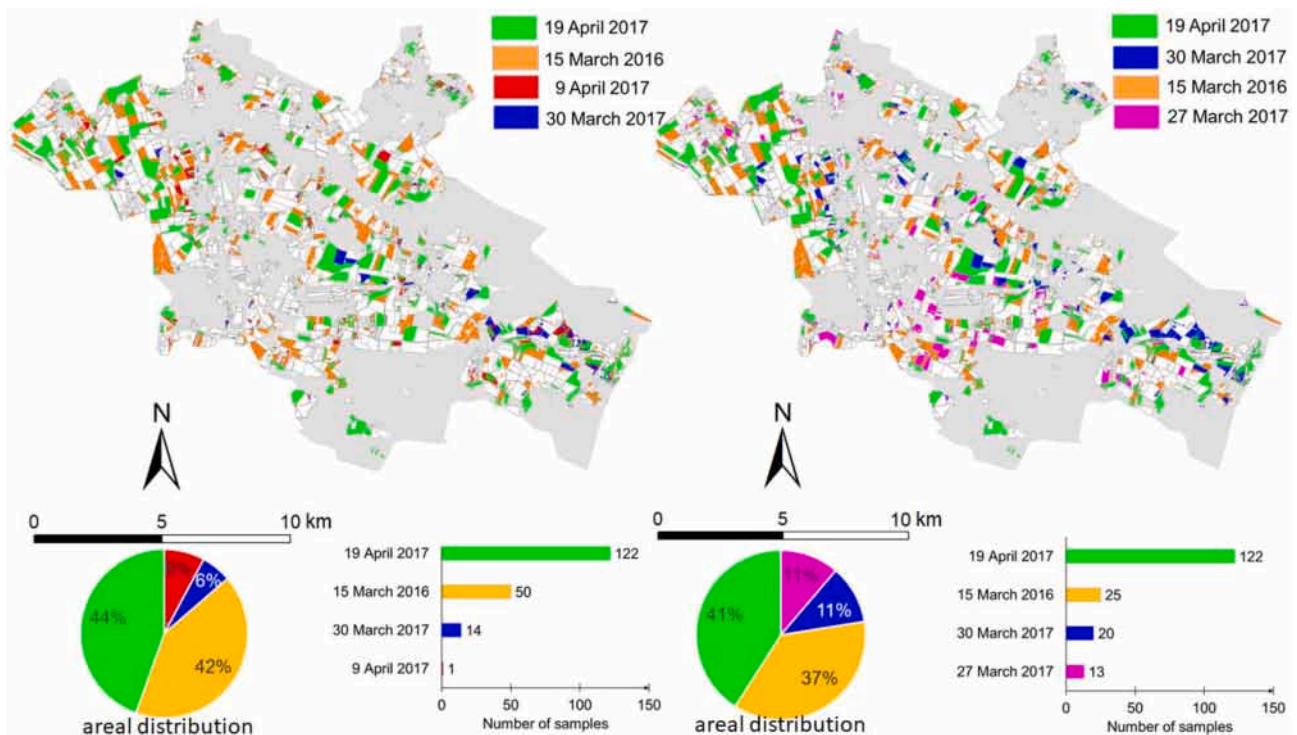 19 April 2017
15 March 2016
9 April 2017
30 March 2017
19 April 2017
30 March 2017
15 March 2016
27 March 2017
N
0 5 10 km
44%
6%
42%
areal distribution
19 April 2017 122
15 March 2016 50
30 March 2017 14
9 April 2017 1
0 50 100 150
Number of samples
N
0 5 10 km
41%
11%
11%
37%
areal distribution
19 April 2017 122
15 March 2016 25
30 March 2017 20
27 March 2017 13
0 50 100 150
Number of samples